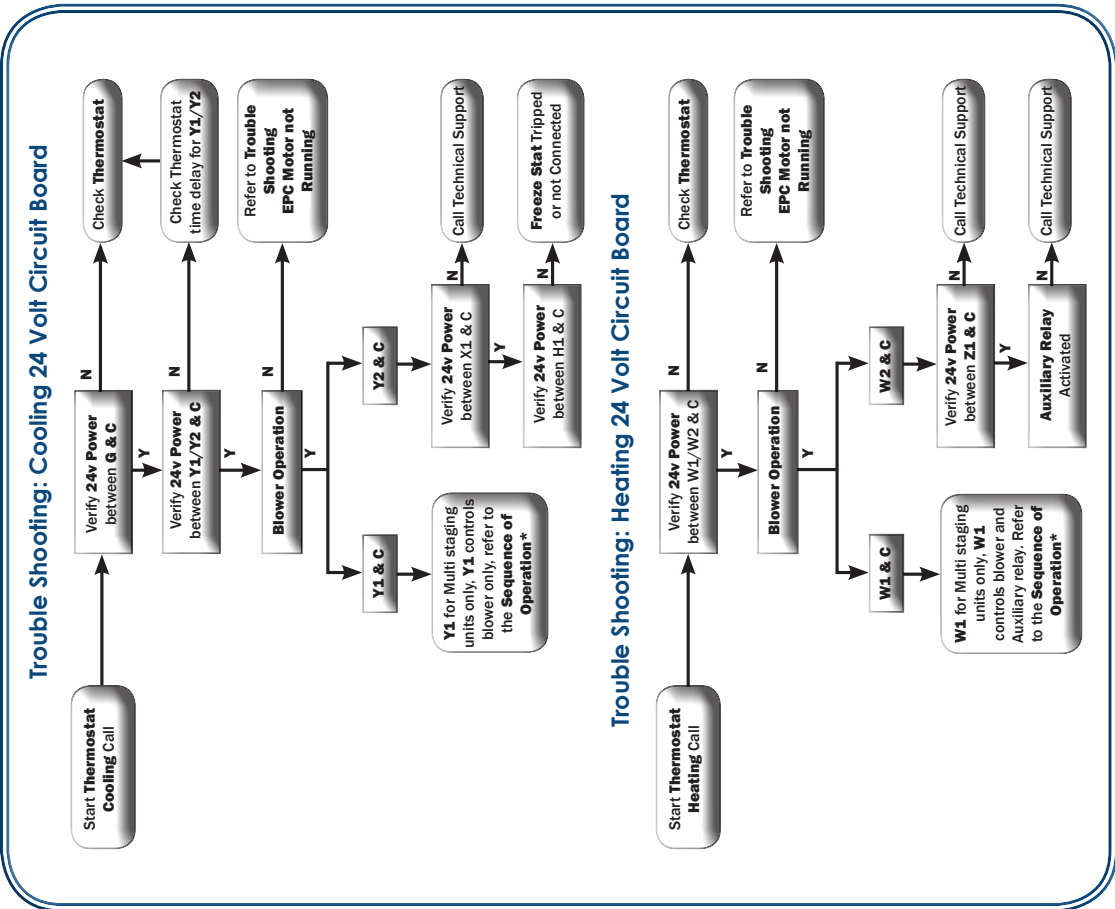 Trouble Shooting: Cooling 24 Volt Circuit Board
Start Thermostat
Cooling Call
Verify 24v Power
between G & C
N
Check Thermostat
Y
Verify 24v Power
between Y1/Y2 & C
N
Check Thermostat
time delay for Y1/Y2
Y
Blower Operation
N
Refer to Trouble
Shooting
EPC Motor not
Running
Y
Y1 & C
Y2 & C
Y1 for Multi staging
units only, Y1 controls
blower only, refer to
the Sequence of
Operation*
Verify 24v Power
between X1 & C
N
Call Technical Support
Y
Verify 24v Power
between H1 & C
N
Freeze Stat Tripped
or not Connected
Trouble Shooting: Heating 24 Volt Circuit Board
Start Thermostat
Heating Call
Verify 24v Power
between W1/W2 & C
N
Check Thermostat
Y
Blower Operation
N
Refer to Trouble
Shooting
EPC Motor not
Running
Y
W1 & C
W2 & C
W1 for Multi staging
units only, W1
controls blower and
Auxiliary relay. Refer
to the Sequence of
Operation*
Verify 24v Power
between Z1 & C
N
Call Technical Support
Y
Auxiliary Relay
Activated
N
Call Technical Support